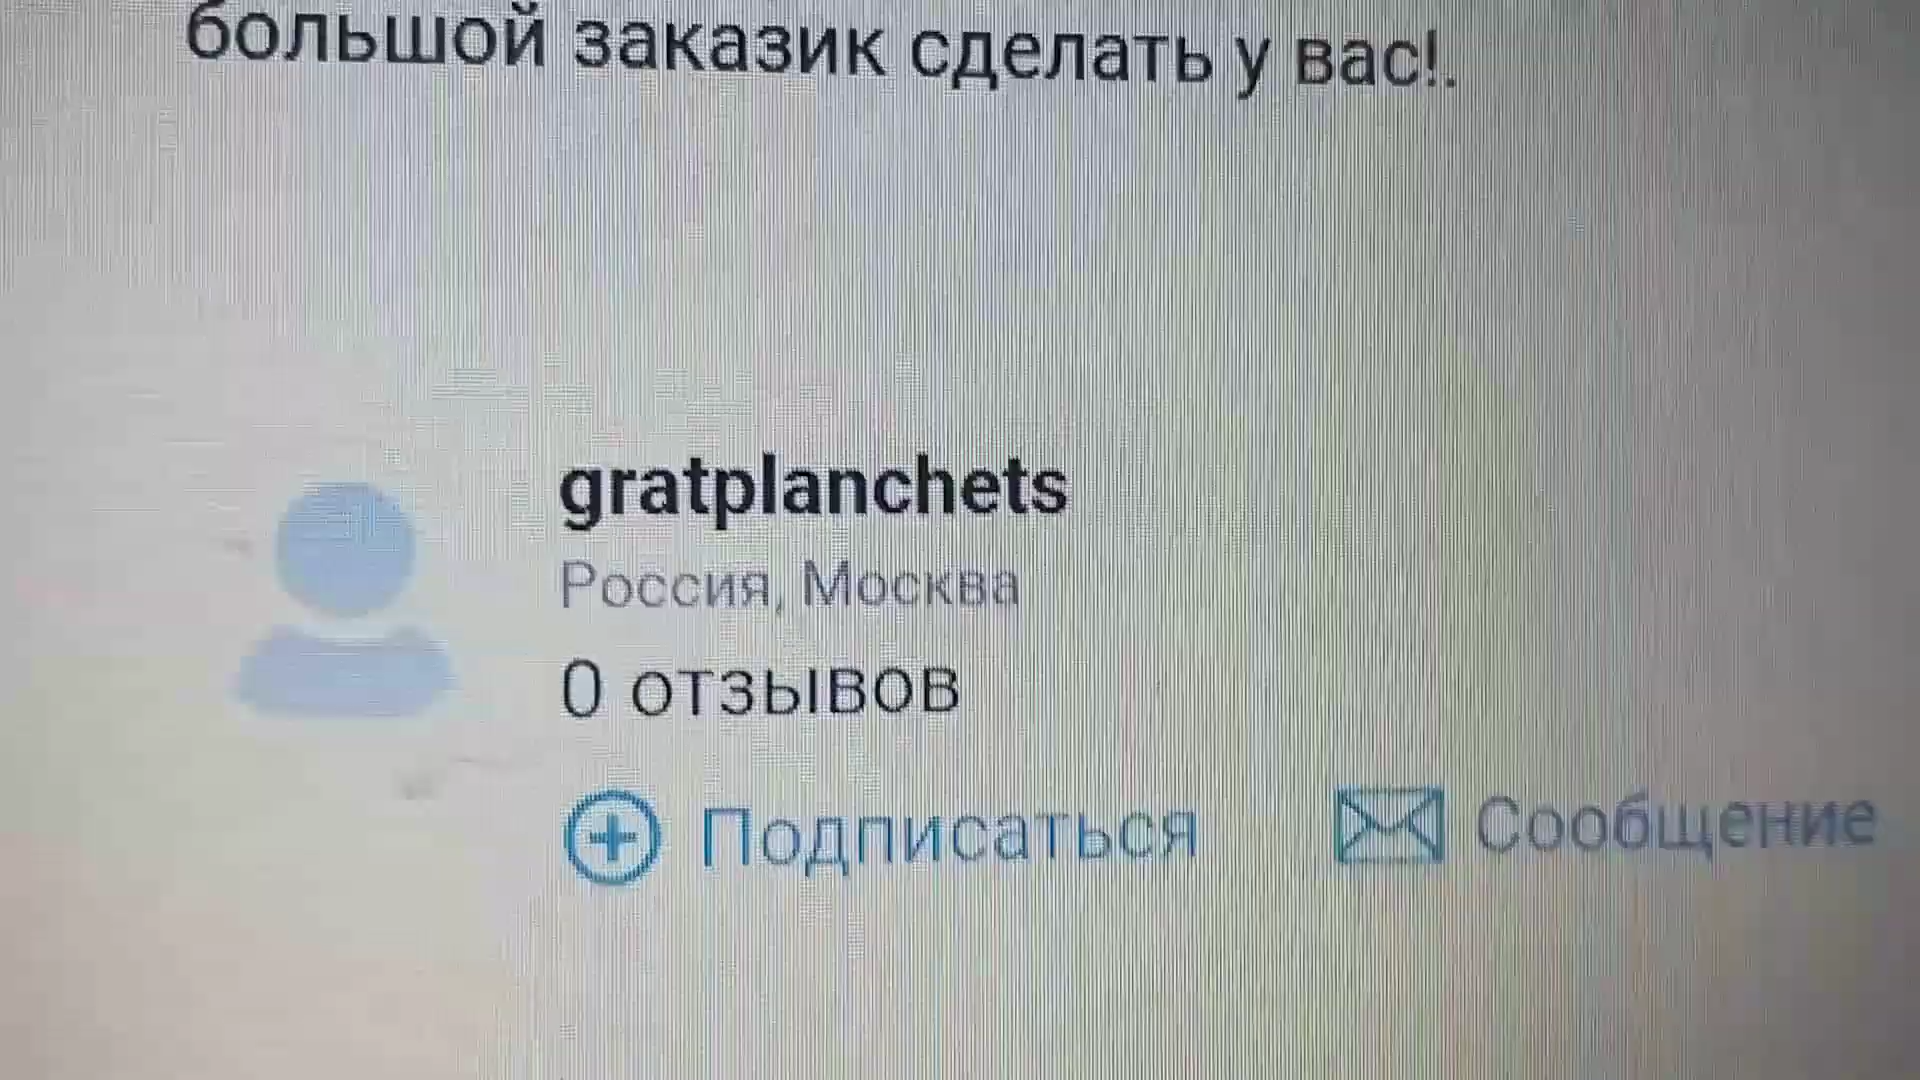 большой заказик сделать у вас!.
gratplanchets
Россия, Москва
0 отзывов
Подписаться
Сообщение